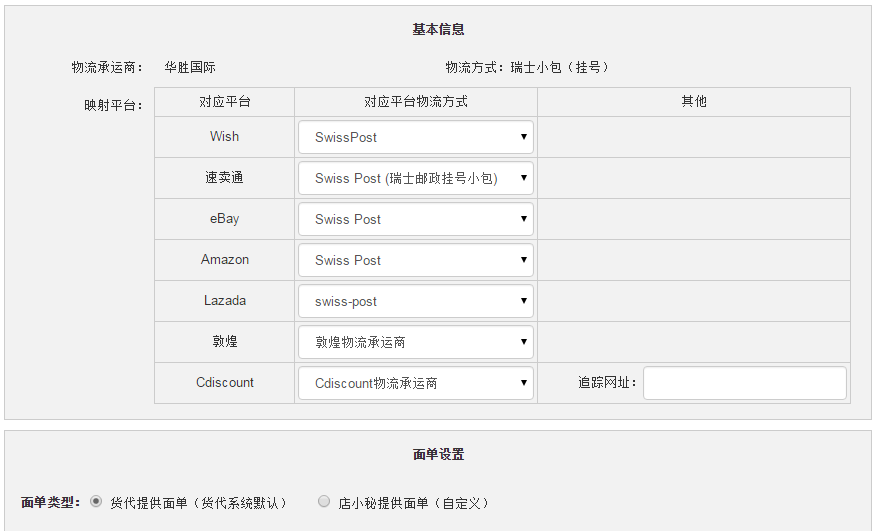 基本信息
物流承运商： 华胜国际 物流方式：瑞士小包（挂号）
映射平台： 对应平台 对应平台物流方式 其他
Wish SwissPost
速卖通 Swiss Post (瑞士邮政挂号小包)
eBay Swiss Post
Amazon Swiss Post
Lazada swiss-post
敦煌 敦煌物流承运商
Cdiscount Cdiscount物流承运商 追踪网址：
面单设置
面单类型： 货代提供面单（货代系统默认） 店小秘提供面单（自定义）